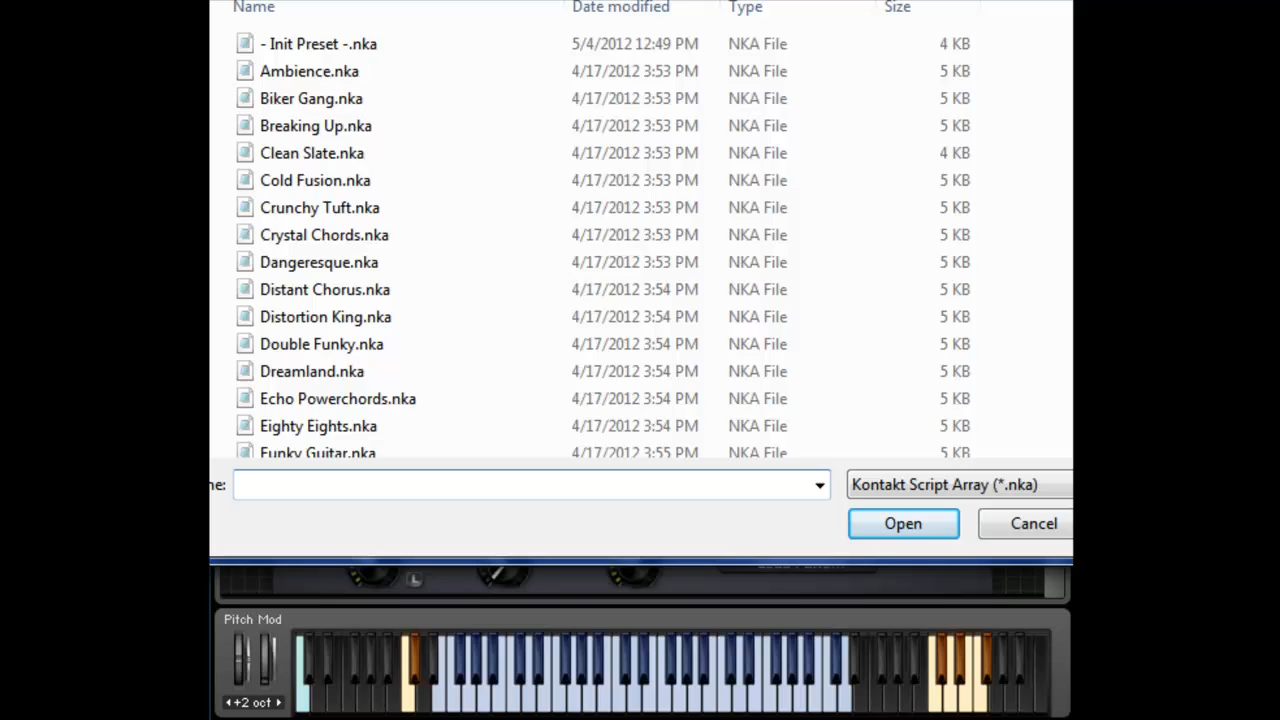 Name Date modified Type Size
- Init Preset -.nka 5/4/2012 12:49 PM NKA File 4 KB
Ambience.nka 4/17/2012 3:53 PM NKA File 5 KB
Biker Gang.nka 4/17/2012 3:53 PM NKA File 5 KB
Breaking Up.nka 4/17/2012 3:53 PM NKA File 5 KB
Clean Slate.nka 4/17/2012 3:53 PM NKA File 4 KB
Cold Fusion.nka 4/17/2012 3:53 PM NKA File 5 KB
Crunchy Tuft.nka 4/17/2012 3:53 PM NKA File 5 KB
Crystal Chords.nka 4/17/2012 3:53 PM NKA File 5 KB
Dangeresque.nka 4/17/2012 3:53 PM NKA File 5 KB
Distant Chorus.nka 4/17/2012 3:54 PM NKA File 5 KB
Distortion King.nka 4/17/2012 3:54 PM NKA File 5 KB
Double Funky.nka 4/17/2012 3:54 PM NKA File 5 KB
Dreamland.nka 4/17/2012 3:54 PM NKA File 5 KB
Echo Powerchords.nka 4/17/2012 3:54 PM NKA File 5 KB
Eighty Eights.nka 4/17/2012 3:54 PM NKA File 5 KB
Funky Guitar.nka 4/17/2012 3:55 PM NKA File 5 KB
ne: Kontakt Script Array (*.nka)
Open Cancel
L
Pitch Mod
+2 oct